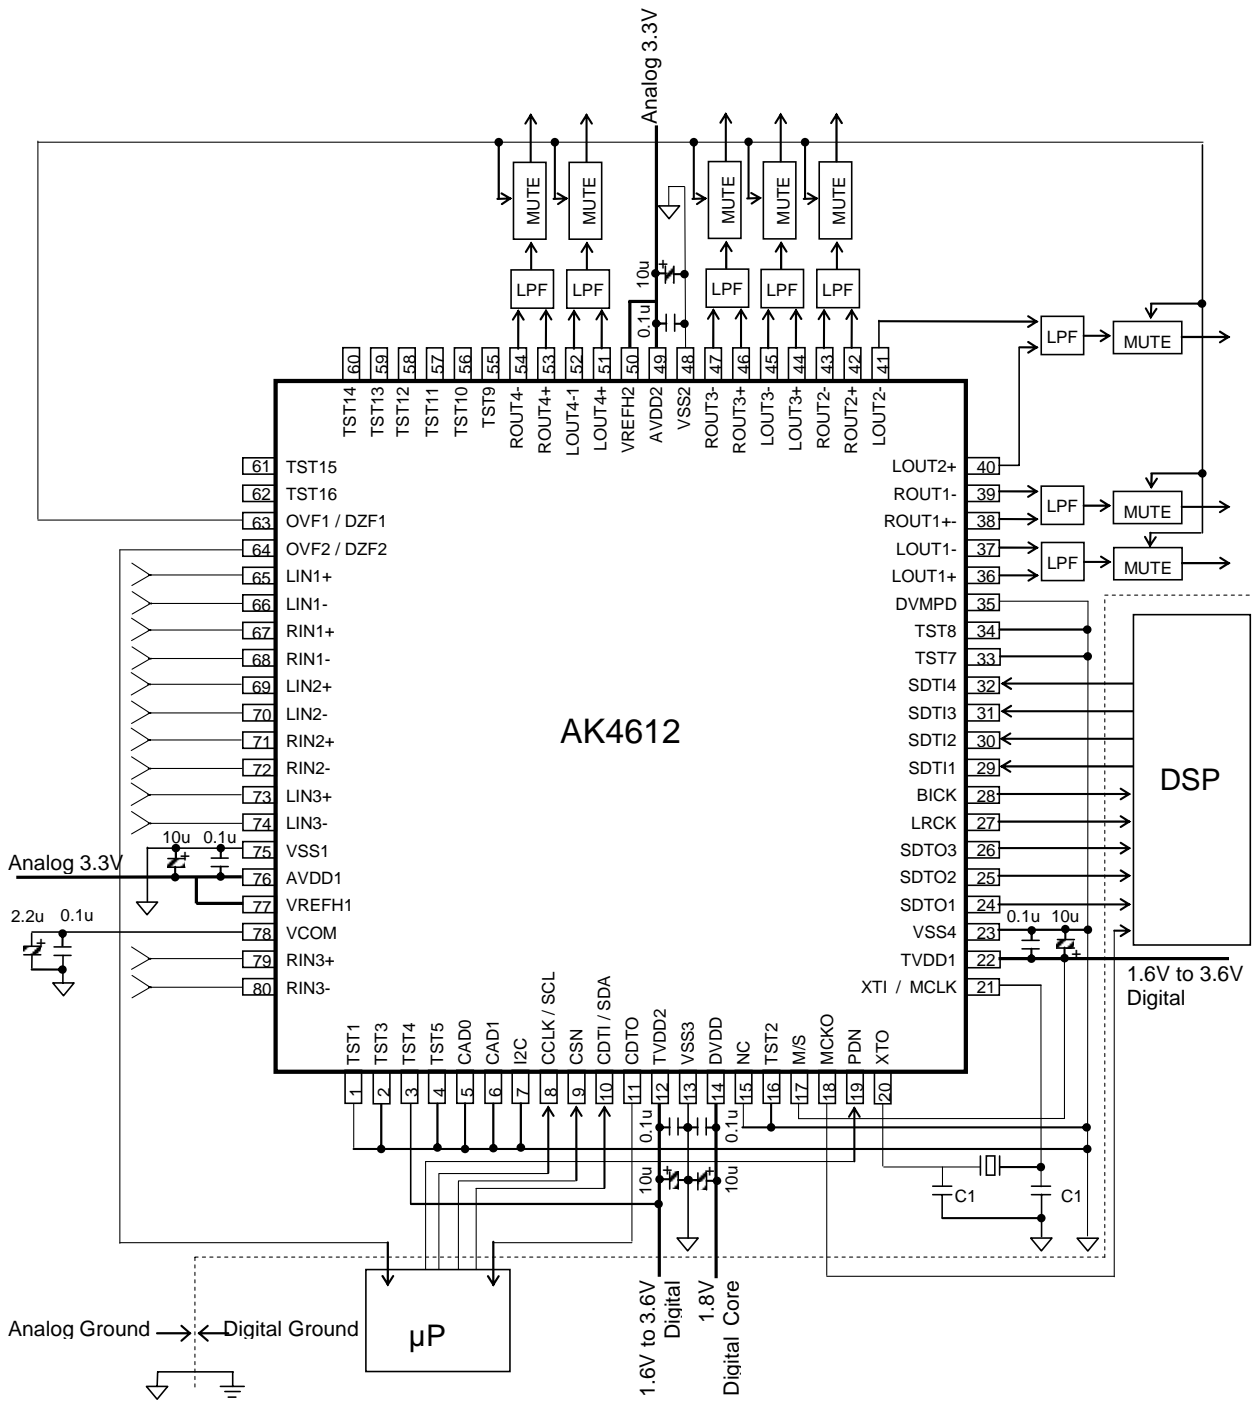 Analog 3.3V
MUTE
MUTE
MUTE
MUTE
MUTE
LPF
LPF
10u
+
LPF
LPF
LPF
0.1u
LPF
MUTE
60
59
58
57
56
55
54
53
52
51
50
49
48
47
46
45
44
43
42
41
TST14
TST13
TST12
TST11
TST10
TST9
ROUT4-
ROUT4+
LOUT4-1
LOUT4+
VREFH2
AVDD2
VSS2
ROUT3-
ROUT3+
LOUT3-
LOUT3+
ROUT2-
ROUT2+
LOUT2-
61 TST15
62 TST16
63 OVF1 / DZF1
64 OVF2 / DZF2
65 LIN1+
66 LIN1-
67 RIN1+
68 RIN1-
69 LIN2+
70 LIN2-
71 RIN2+
72 RIN2-
73 LIN3+
74 LIN3-
75 VSS1
76 AVDD1
77 VREFH1
78 VCOM
79 RIN3+
80 RIN3-
10u 0.1u
+
Analog 3.3V
2.2u 0.1u
+
AK4612
LOUT2+ 40
ROUT1- 39
ROUT1+- 38
LOUT1- 37
LOUT1+ 36
DVMPD 35
TST8 34
TST7 33
SDTI4 32
SDTI3 31
SDTI2 30
SDTI1 29
BICK 28
LRCK 27
SDTO3 26
SDTO2 25
SDTO1 24
VSS4 23
TVDD1 22
XTI / MCLK 21
LPF
MUTE
LPF
MUTE
DSP
0.1u 10u
+
1.6V to 3.6V
Digital
TST1
TST3
TST4
TST5
CAD0
CAD1
I2C
CCLK / SCL
CSN
CDTI / SDA
CDTO
TVDD2
VSS3
DVDD
NC
TST2
M/S
MCKO
PDN
XTO
1
2
3
4
5
6
7
8
9
10
11
12
13
14
15
16
17
18
19
20
0.1u
0.1u
10u
+
+
10u
C1
C1
µP
1.6V to 3.6V
Digital
1.8V
Digital Core
Analog Ground
Digital Ground